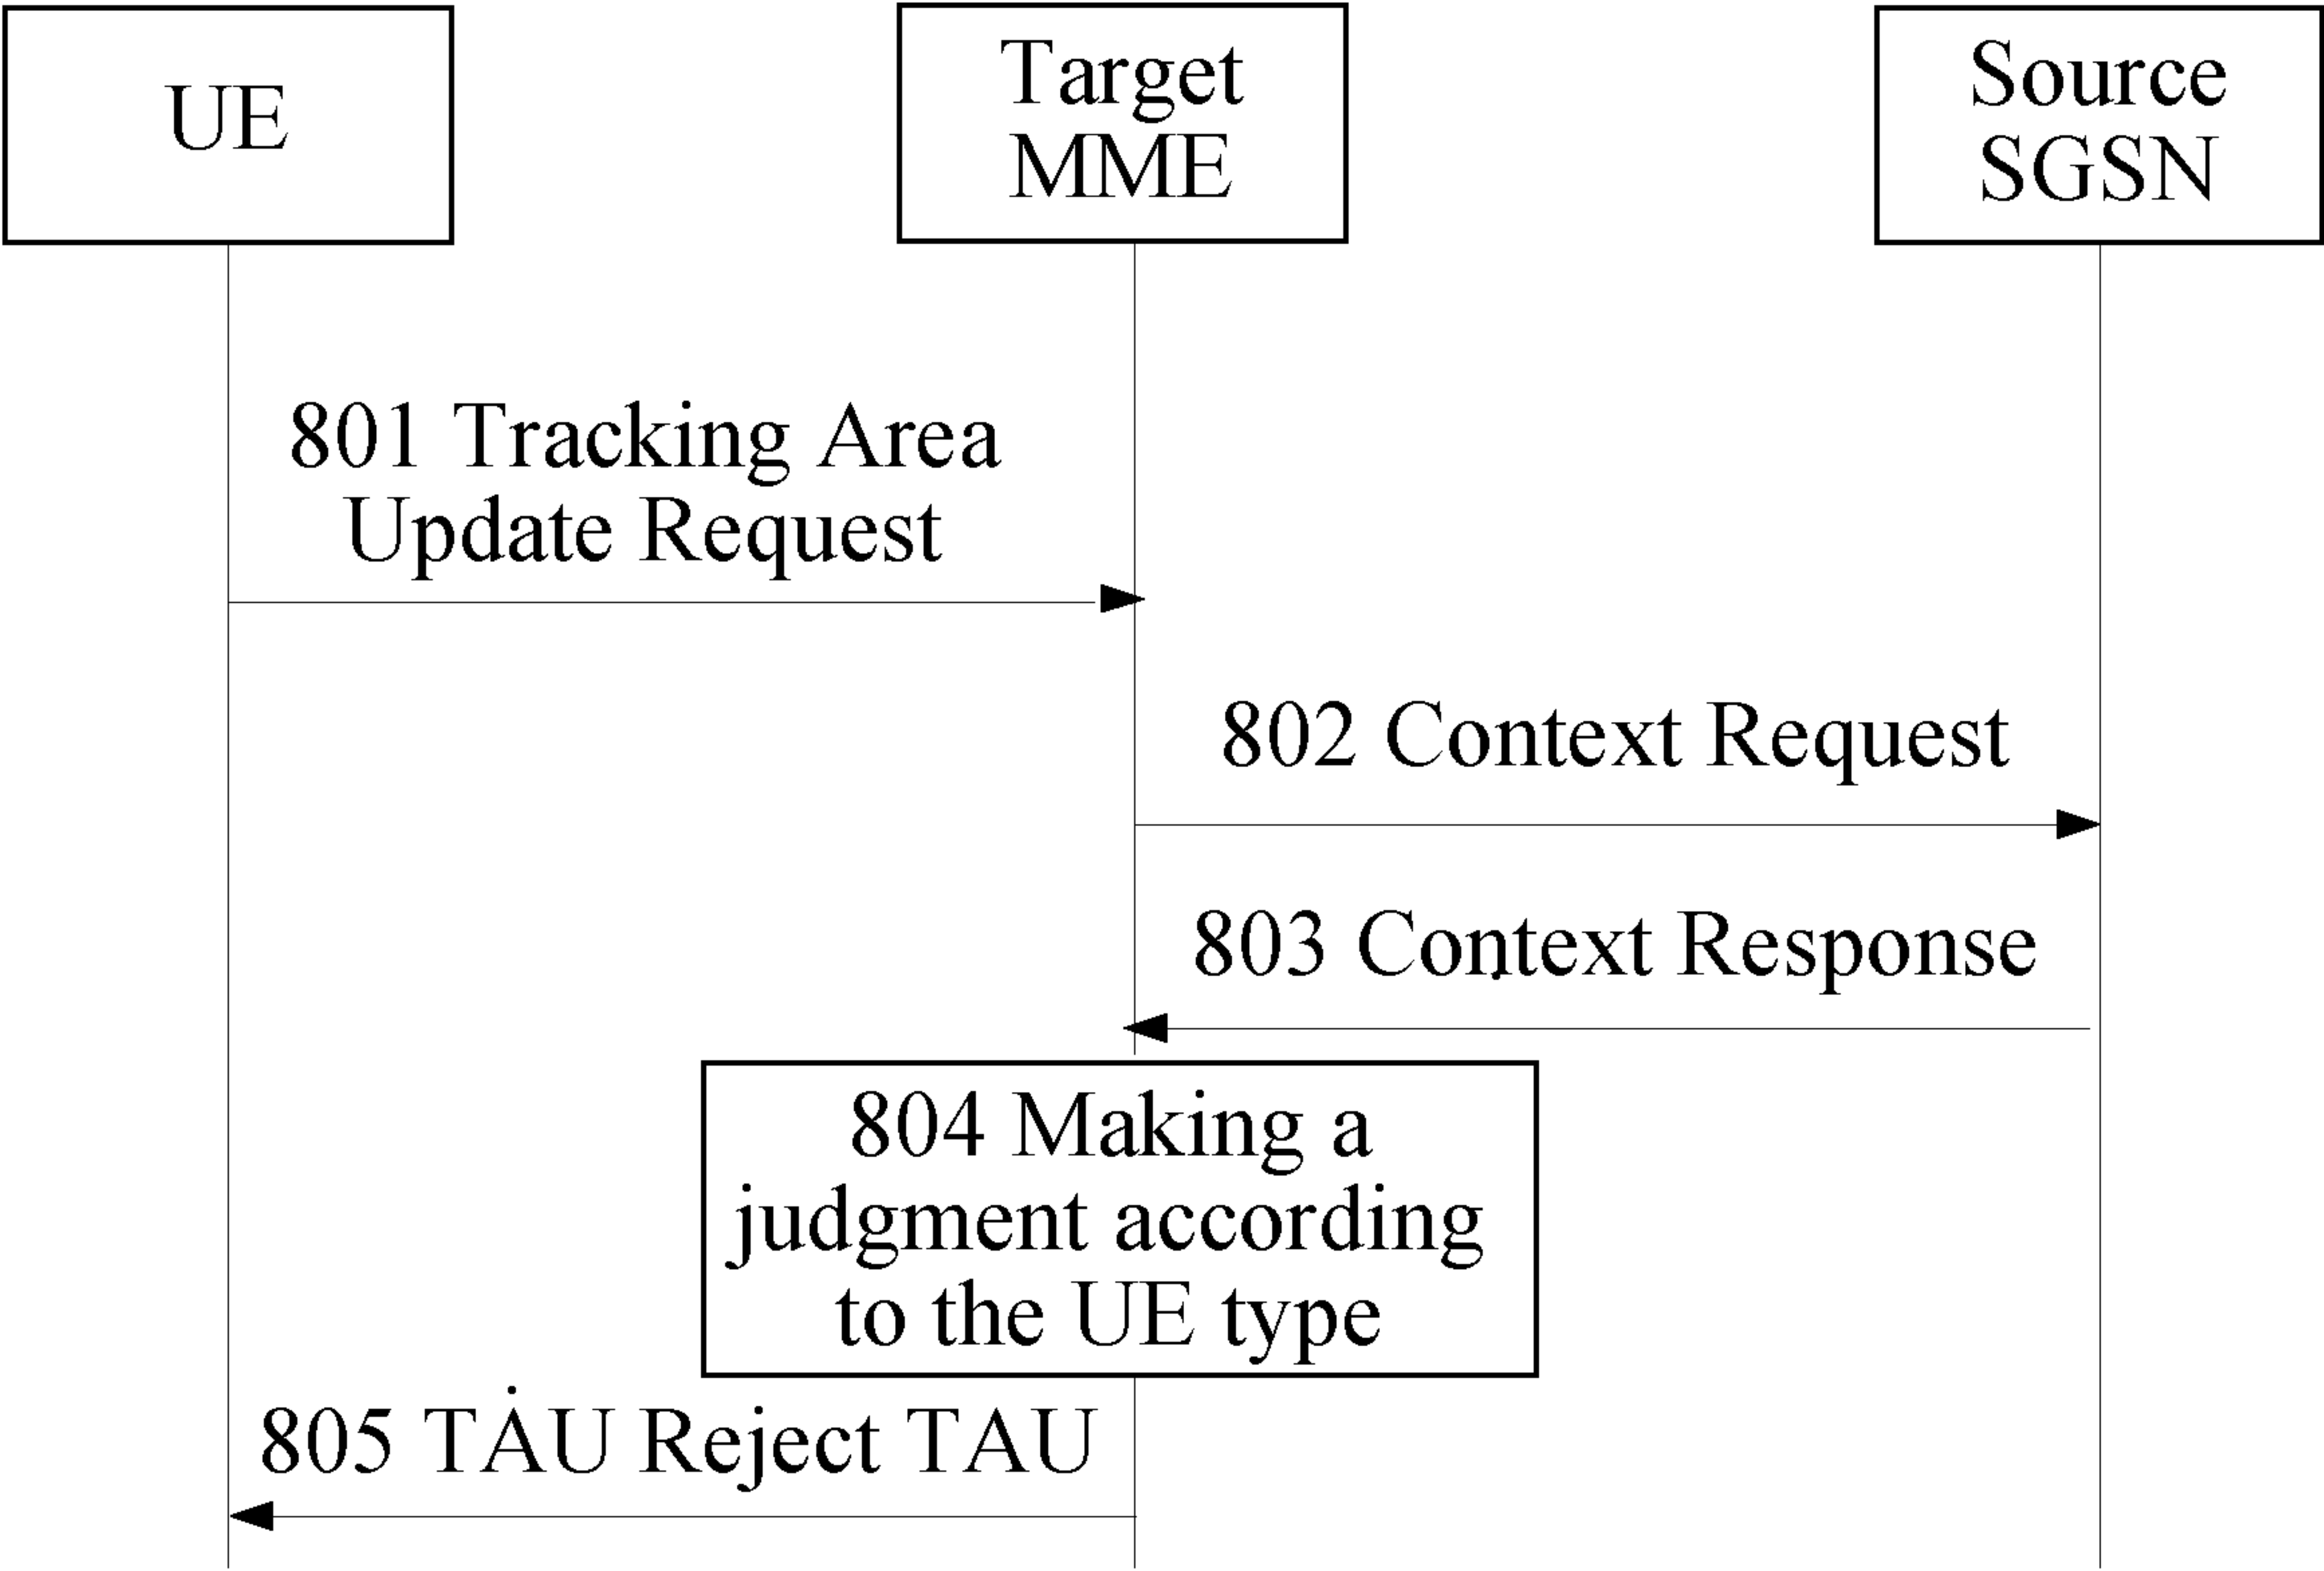 UE
Target
MME
Source
SGSN
801 Tracking Area
Update Request
802 Context Request
803 Context Response
804 Making a
judgment according
to the UE type
805 TAU Reject TAU